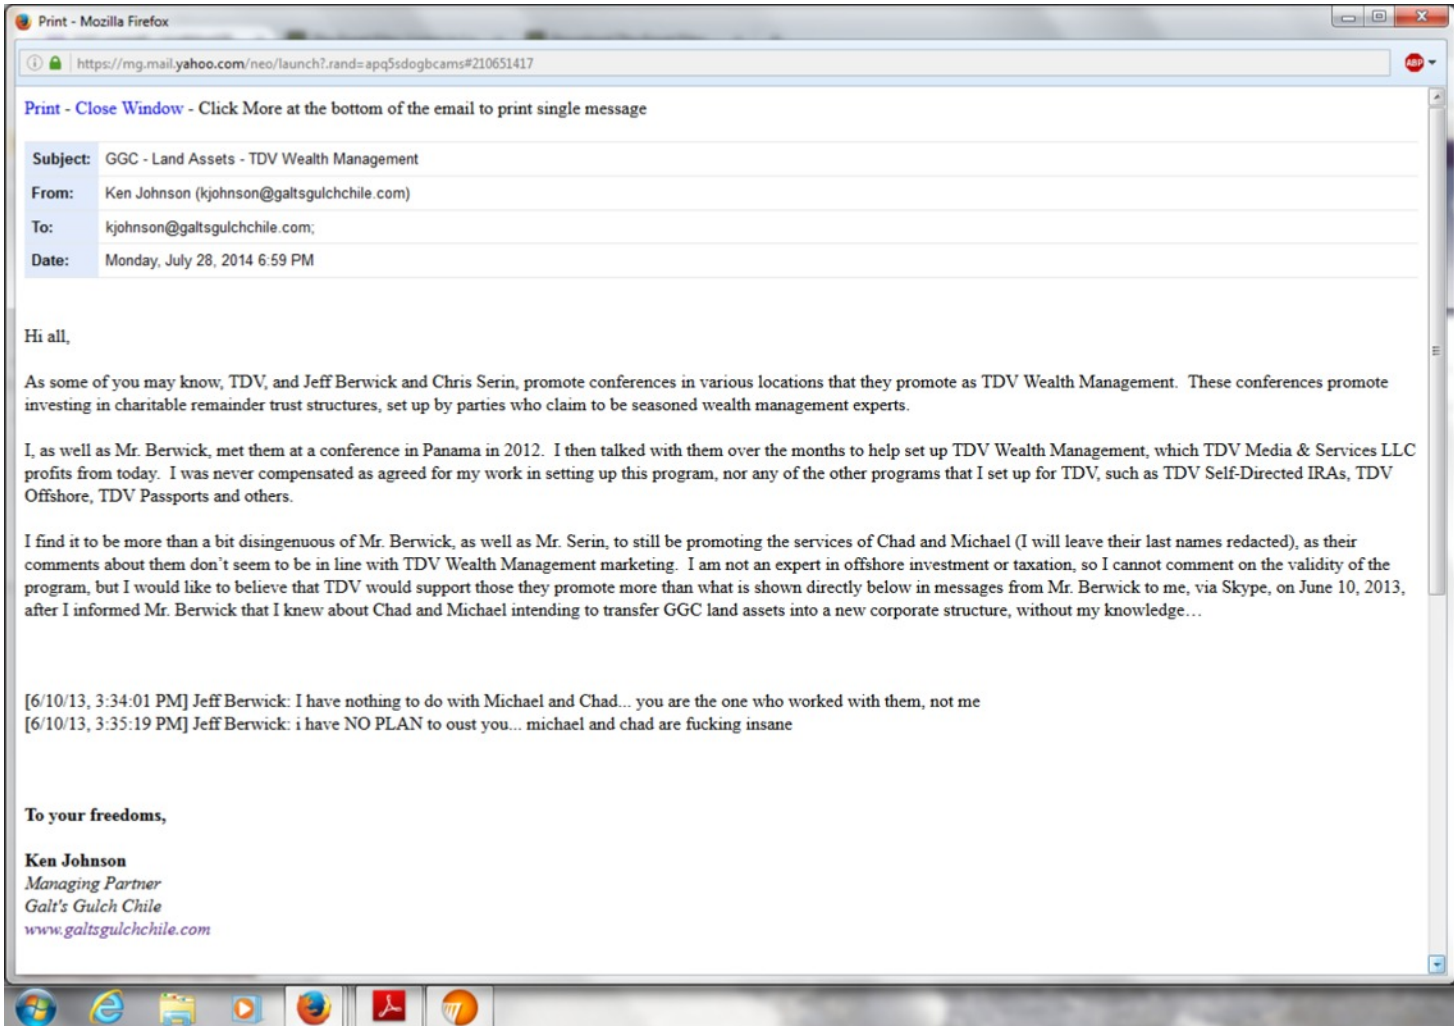 Print - Mozilla Firefox
https://mg.mail.yahoo.com/neo/launch?.rand=apq5sdogbcams#210651417
ABP
Print - Close Window - Click More at the bottom of the email to print single message
Subject: GGC - Land Assets - TDV Wealth Management
From: Ken Johnson (kjohnson@galtsgulchchile.com)
To: kjohnson@galtsgulchchile.com;
Date: Monday, July 28, 2014 6:59 PM
Hi all,
As some of you may know, TDV, and Jeff Berwick and Chris Serin, promote conferences in various locations that they promote as TDV Wealth Management. These conferences promote
investing in charitable remainder trust structures, set up by parties who claim to be seasoned wealth management experts.
I, as well as Mr. Berwick, met them at a conference in Panama in 2012. I then talked with them over the months to help set up TDV Wealth Management, which TDV Media & Services LLC
profits from today. I was never compensated as agreed for my work in setting up this program, nor any of the other programs that I set up for TDV, such as TDV Self-Directed IRAs, TDV
Offshore, TDV Passports and others.
I find it to be more than a bit disingenuous of Mr. Berwick, as well as Mr. Serin, to still be promoting the services of Chad and Michael (I will leave their last names redacted), as their
comments about them don't seem to be in line with TDV Wealth Management marketing. I am not an expert in offshore investment or taxation, so I cannot comment on the validity of the
program, but I would like to believe that TDV would support those they promote more than what is shown directly below in messages from Mr. Berwick to me, via Skype, on June 10, 2013,
after I informed Mr. Berwick that I knew about Chad and Michael intending to transfer GGC land assets into a new corporate structure, without my knowledge…
[6/10/13, 3:34:01 PM] Jeff Berwick: I have nothing to do with Michael and Chad... you are the one who worked with them, not me
[6/10/13, 3:35:19 PM] Jeff Berwick: i have NO PLAN to oust you... michael and chad are fucking insane
To your freedoms,
Ken Johnson
Managing Partner
Galt's Gulch Chile
www.galtsgulchchile.com